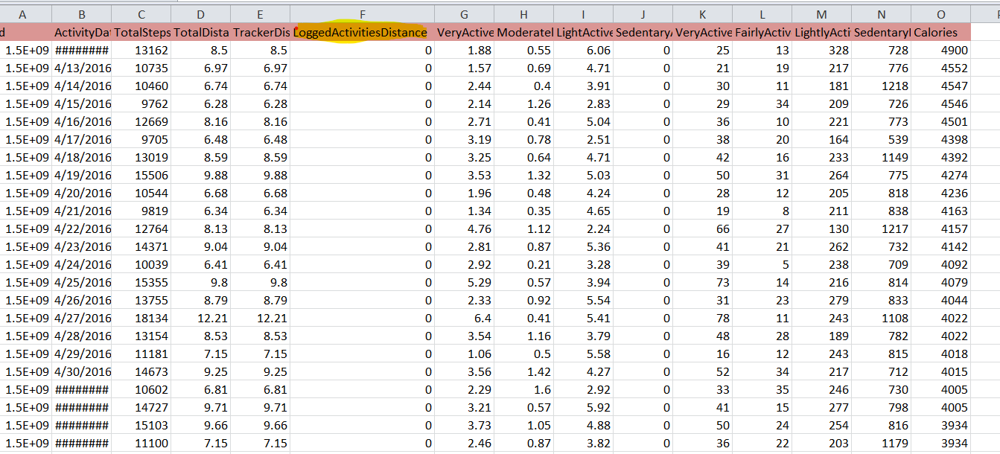 A B C D E F G H I J K L M N O
d ActivityDat TotalSteps TotalDista TrackerDis LoggedActivitiesDistance VeryActive Moderatel LightActive Sedentary VeryActive FairlyActiv LightlyActi Sedentary Calories
1.5E+09 ######## 13162 8.5 8.5 0 1.88 0.55 6.06 0 25 13 328 728 4900
1.5E+09 4/13/2016 10735 6.97 6.97 0 1.57 0.69 4.71 0 21 19 217 776 4552
1.5E+09 4/14/2016 10460 6.74 6.74 0 2.44 0.4 3.91 0 30 11 181 1218 4547
1.5E+09 4/15/2016 9762 6.28 6.28 0 2.14 1.26 2.83 0 29 34 209 726 4546
1.5E+09 4/16/2016 12669 8.16 8.16 0 2.71 0.41 5.04 0 36 10 221 773 4501
1.5E+09 4/17/2016 9705 6.48 6.48 0 3.19 0.78 2.51 0 38 20 164 539 4398
1.5E+09 4/18/2016 13019 8.59 8.59 0 3.25 0.64 4.71 0 42 16 233 1149 4392
1.5E+09 4/19/2016 15506 9.88 9.88 0 3.53 1.32 5.03 0 50 31 264 775 4274
1.5E+09 4/20/2016 10544 6.68 6.68 0 1.96 0.48 4.24 0 28 12 205 818 4236
1.5E+09 4/21/2016 9819 6.34 6.34 0 1.34 0.35 4.65 0 19 8 211 838 4163
1.5E+09 4/22/2016 12764 8.13 8.13 0 4.76 1.12 2.24 0 66 27 130 1217 4157
1.5E+09 4/23/2016 14371 9.04 9.04 0 2.81 0.87 5.36 0 41 21 262 732 4142
1.5E+09 4/24/2016 10039 6.41 6.41 0 2.92 0.21 3.28 0 39 5 238 709 4092
1.5E+09 4/25/2016 15355 9.8 9.8 0 5.29 0.57 3.94 0 73 14 216 814 4079
1.5E+09 4/26/2016 13755 8.79 8.79 0 2.33 0.92 5.54 0 31 23 279 833 4044
1.5E+09 4/27/2016 18134 12.21 12.21 0 6.4 0.41 5.41 0 78 11 243 1108 4022
1.5E+09 4/28/2016 13154 8.53 8.53 0 3.54 1.16 3.79 0 48 28 189 782 4022
1.5E+09 4/29/2016 11181 7.15 7.15 0 1.06 0.5 5.58 0 16 12 243 815 4018
1.5E+09 4/30/2016 14673 9.25 9.25 0 3.56 1.42 4.27 0 52 34 217 712 4015
1.5E+09 ######## 10602 6.81 6.81 0 2.29 1.6 2.92 0 33 35 246 730 4005
1.5E+09 ######## 14727 9.71 9.71 0 3.21 0.57 5.92 0 41 15 277 798 4005
1.5E+09 ######## 15103 9.66 9.66 0 3.73 1.05 4.88 0 50 24 254 816 3934
1.5E+09 ######## 11100 7.15 7.15 0 2.46 0.87 3.82 0 36 22 203 1179 3934